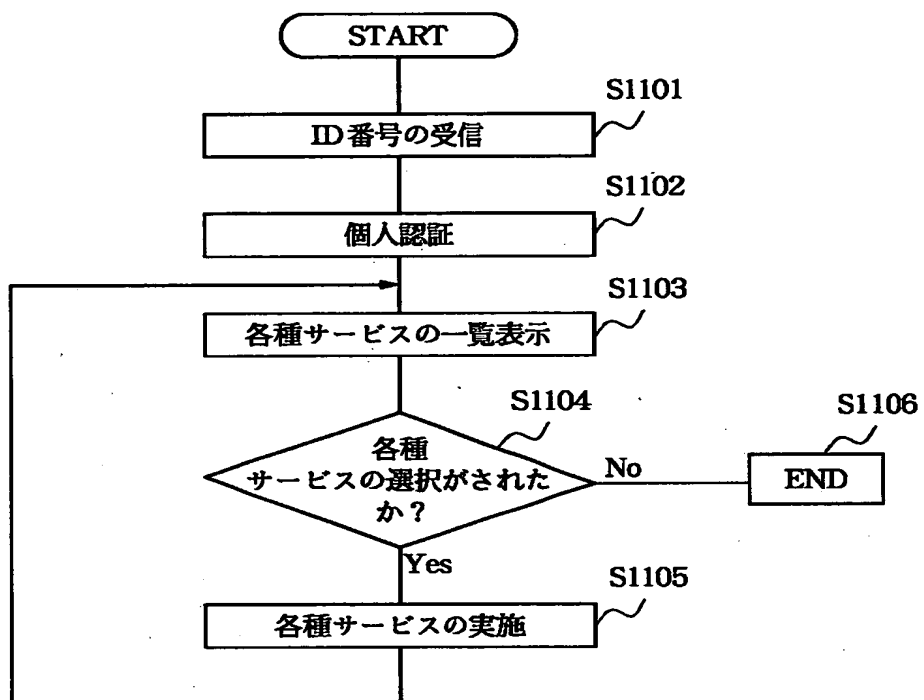 START
S1101
ID番号の受信
S1102
個人認証
S1103
各種サービスの一覧表示
S1104
各種
サービスの選択がされた
か？
No
S1106
END
Yes
S1105
各種サービスの実施